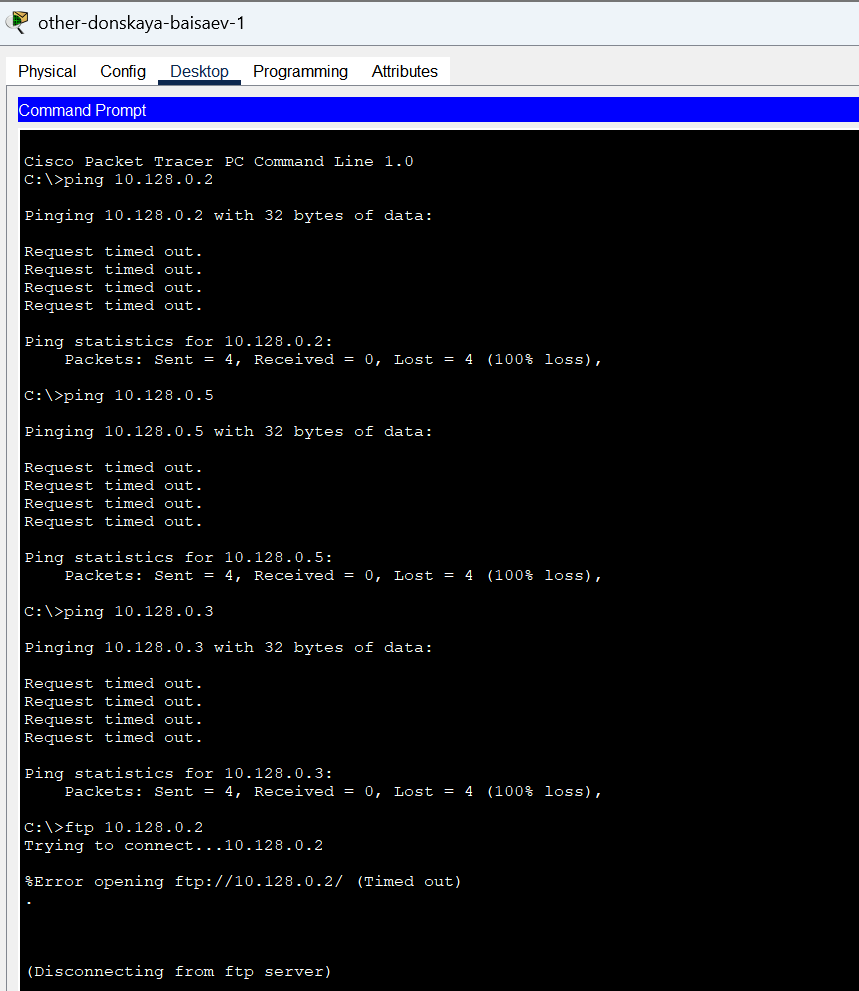 other-donskaya-baisaev-1
Physical Config Desktop Programming Attributes
Command Prompt
Cisco Packet Tracer PC Command Line 1.0
C:\>ping 10.128.0.2
Pinging 10.128.0.2 with 32 bytes of data:
Request timed out.
Request timed out.
Request timed out.
Request timed out.
Ping statistics for 10.128.0.2:
    Packets: Sent = 4, Received = 0, Lost = 4 (100% loss),
C:\>ping 10.128.0.5
Pinging 10.128.0.5 with 32 bytes of data:
Request timed out.
Request timed out.
Request timed out.
Request timed out.
Ping statistics for 10.128.0.5:
    Packets: Sent = 4, Received = 0, Lost = 4 (100% loss),
C:\>ping 10.128.0.3
Pinging 10.128.0.3 with 32 bytes of data:
Request timed out.
Request timed out.
Request timed out.
Request timed out.
Ping statistics for 10.128.0.3:
    Packets: Sent = 4, Received = 0, Lost = 4 (100% loss),
C:\>ftp 10.128.0.2
Trying to connect...10.128.0.2
%Error opening ftp://10.128.0.2/ (Timed out)
.
(Disconnecting from ftp server)